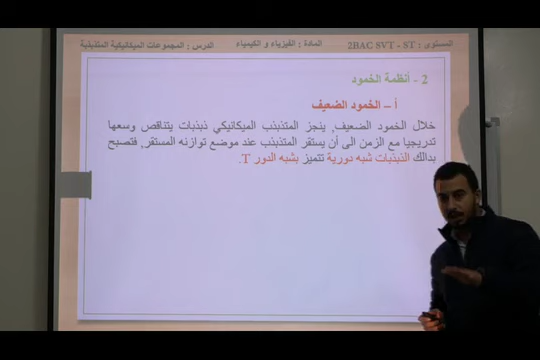 المستوى : 2BAC SVT - ST
المادة : الفيزياء و الكيمياء
الدرس : المجموعات الميكانيكية المتذبذبة
2 - أنظمة الخمود
أ – الخمود الضعيف
خلال الخمود الضعيف, ينجز المتذبذب الميكانيكي ذبذبات يتناقص وسعها
تدريجيا مع الزمن الى أن يستقر المتذبذب عند موضع توازنه المستقر, فتصبح
بذالك الذبذبات شبه دورية تتميز بشبه الدور T.